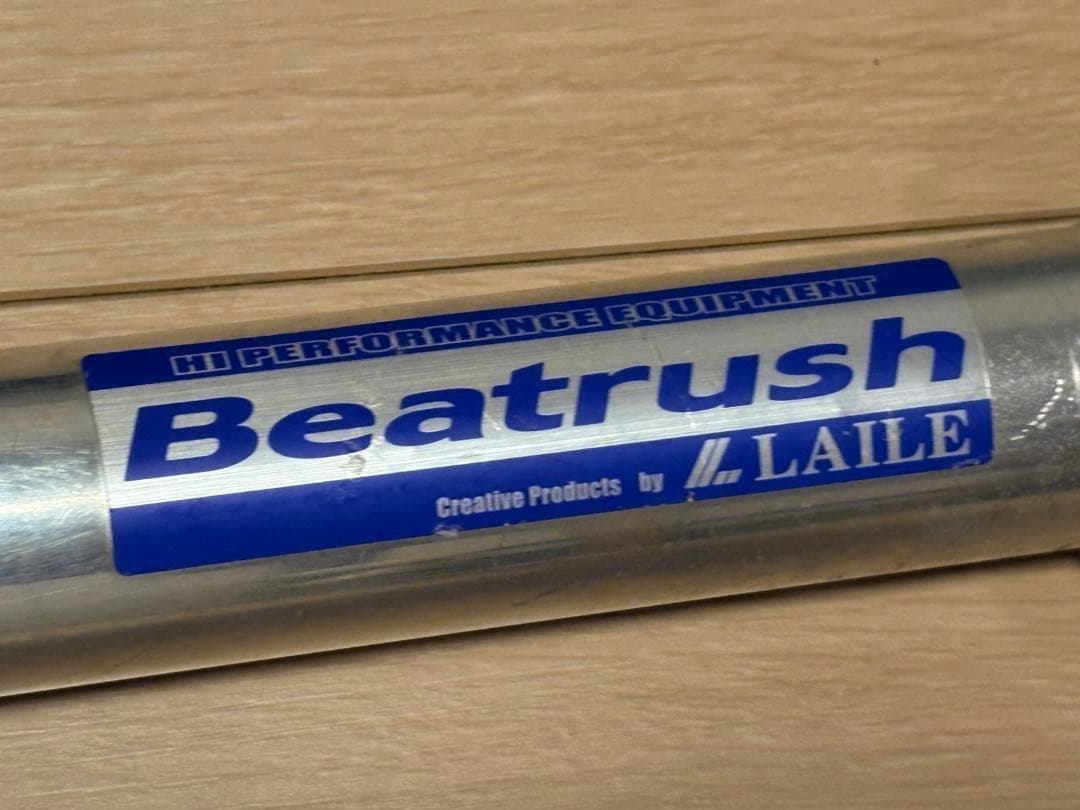 HI PERFORMANCE EQUIPMENT
Beatrush
Creative Products by LAILE